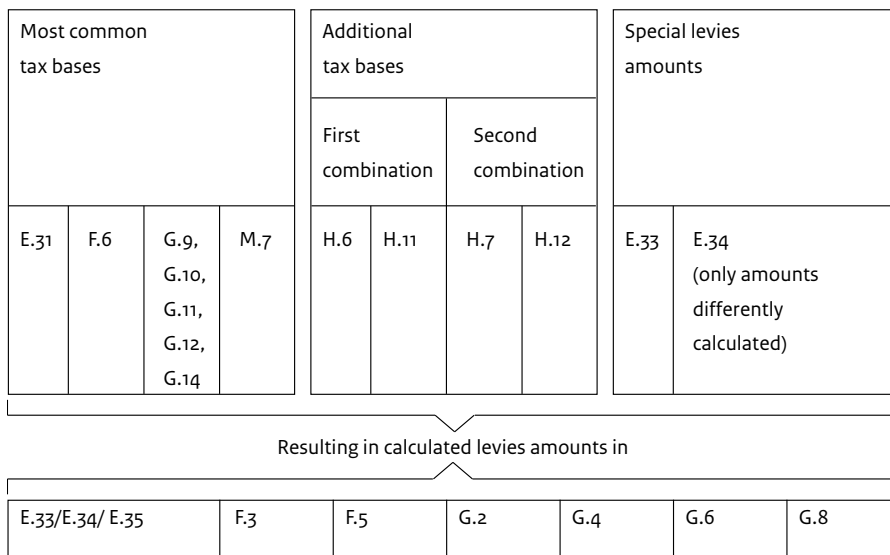 Most common
tax bases
Additional
tax bases
Special levies
amounts
First
combination
Second
combination
E.31
F.6
G.9,
G.10,
G.11,
G.12,
G.14
M.7
H.6
H.11
H.7
H.12
E.33
E.34
(only amounts
differently
calculated)
Resulting in calculated levies amounts in
E.33/E.34/ E.35
F.3
F.5
G.2
G.4
G.6
G.8